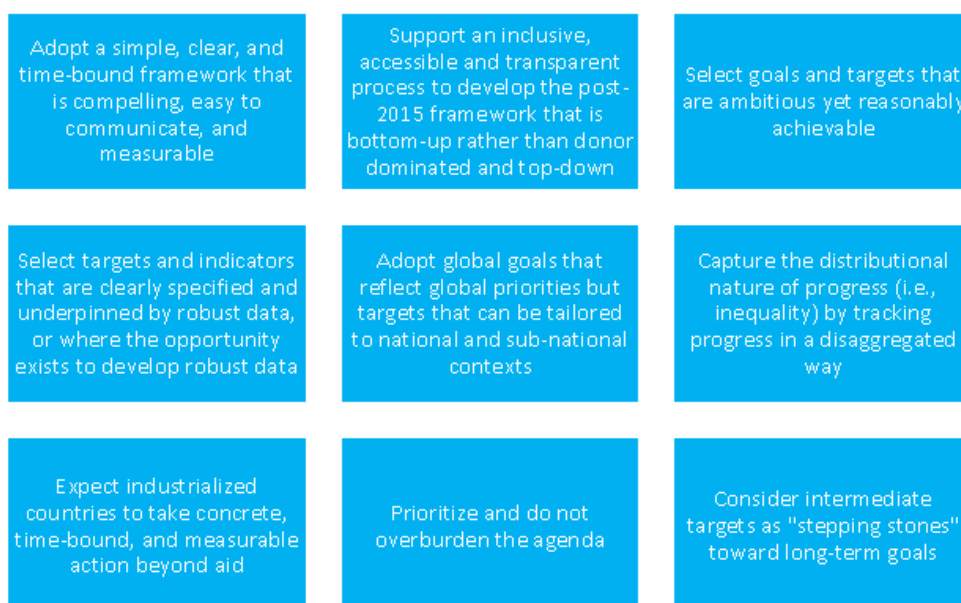 Adopt a simple, clear, and
time-bound framework that
is compelling, easy to
communicate, and
measurable
Support an inclusive,
accessible and transparent
process to develop the post-
2015 framework that is
bottom-up rather than donor
dominated and top-down
Select goals and targets that
are ambitious yet reasonably
achievable
Select targets and indicators
that are clearly specified and
underpinned by robust data,
or where the opportunity
exists to develop robust data
Adopt global goals that
reflect global priorities but
targets that can be tailored
to national and sub-national
contexts
Capture the distributional
nature of progress (i.e.,
inequality) by tracking
progress in a disaggregated
way
Expect industrialized
countries to take concrete,
time-bound, and measurable
action beyond aid
Prioritize and do not
overburden the agenda
Consider intermediate
targets as "stepping stones"
toward long-term goals